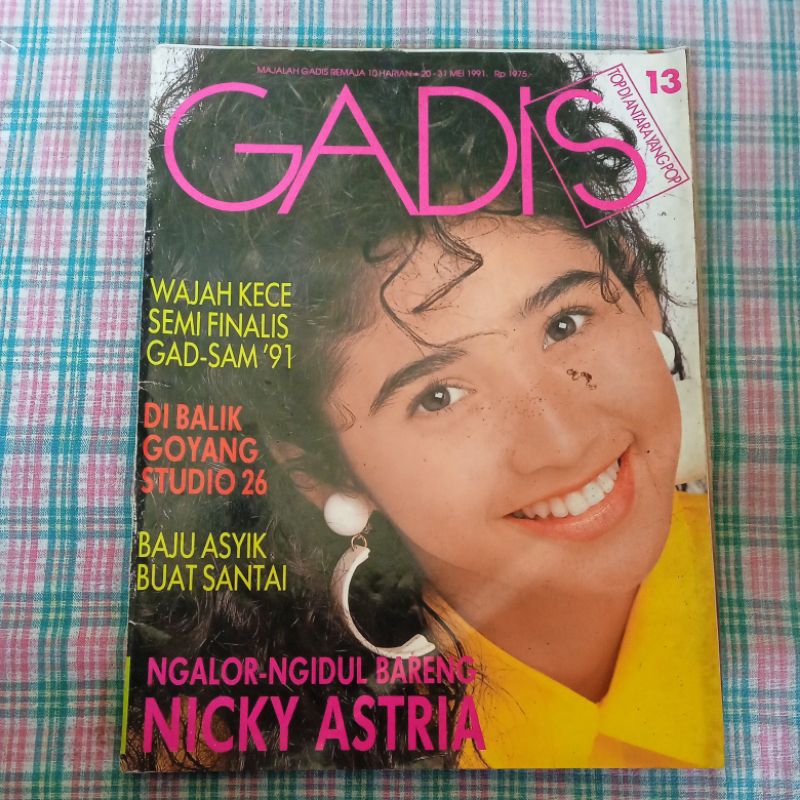 MAJALAH GADIS REMAJA 10 HARIAN • 20 - 31 MEI 1991. Rp 1975,-
13
GADIS
TOP DI ANTARA YANG POP
WAJAH KECE
SEMI FINALIS
GAD-SAM '91
DI BALIK
GOYANG
STUDIO 26
BAJU ASYIK
BUAT SANTAI
NGALOR-NGIDUL BARENG
NICKY ASTRIA